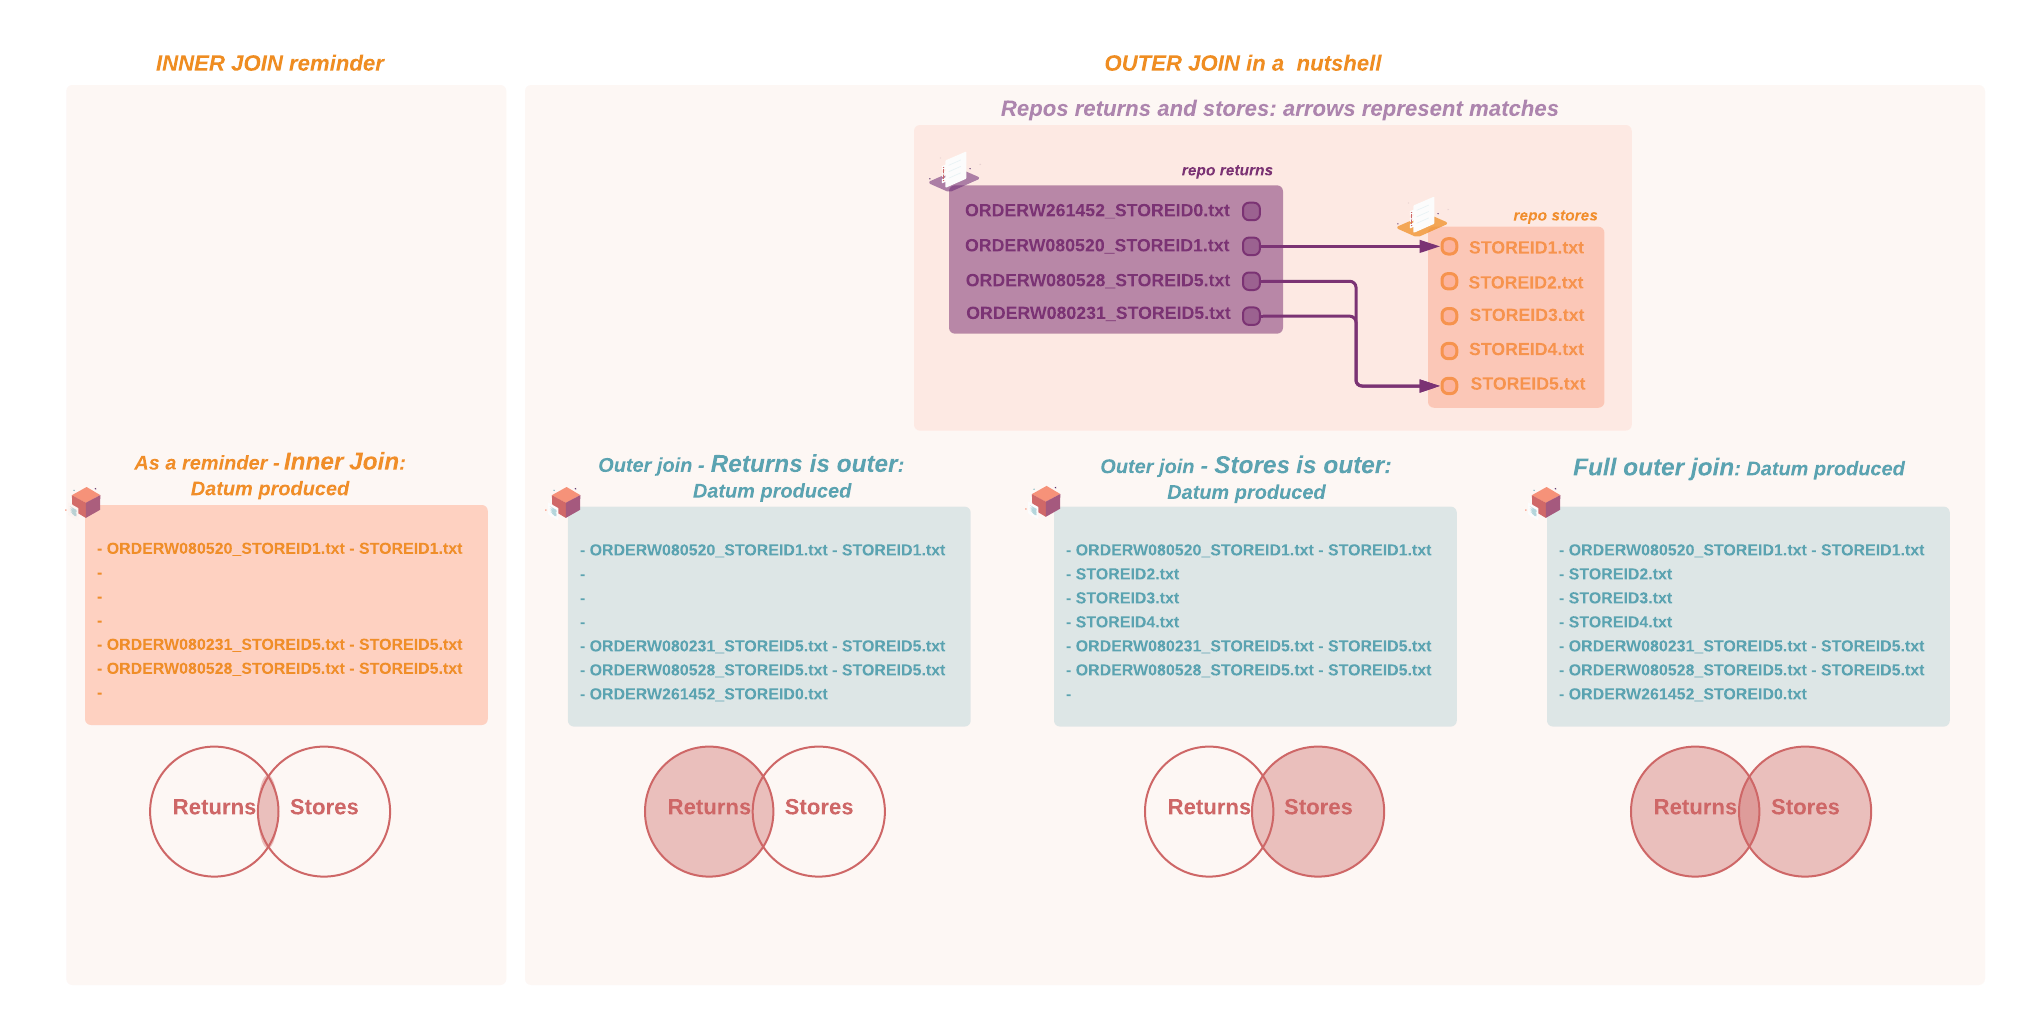 INNER JOIN reminder
OUTER JOIN in a  nutshell
Repos returns and stores: arrows represent matches
repo returns
ORDERW261452_STOREID0.txt
ORDERW080520_STOREID1.txt
ORDERW080528_STOREID5.txt
ORDERW080231_STOREID5.txt
repo stores
STOREID1.txt
STOREID2.txt
STOREID3.txt
STOREID4.txt
STOREID5.txt
As a reminder - Inner Join:
Datum produced
- ORDERW080520_STOREID1.txt - STOREID1.txt
-
-
-
- ORDERW080231_STOREID5.txt - STOREID5.txt
- ORDERW080528_STOREID5.txt - STOREID5.txt
-
Returns
Stores
Outer join - Returns is outer:
Datum produced
- ORDERW080520_STOREID1.txt - STOREID1.txt
-
-
-
- ORDERW080231_STOREID5.txt - STOREID5.txt
- ORDERW080528_STOREID5.txt - STOREID5.txt
- ORDERW261452_STOREID0.txt
Returns
Stores
Outer join - Stores is outer:
Datum produced
- ORDERW080520_STOREID1.txt - STOREID1.txt
- STOREID2.txt
- STOREID3.txt
- STOREID4.txt
- ORDERW080231_STOREID5.txt - STOREID5.txt
- ORDERW080528_STOREID5.txt - STOREID5.txt
-
Returns
Stores
Full outer join: Datum produced
- ORDERW080520_STOREID1.txt - STOREID1.txt
- STOREID2.txt
- STOREID3.txt
- STOREID4.txt
- ORDERW080231_STOREID5.txt - STOREID5.txt
- ORDERW080528_STOREID5.txt - STOREID5.txt
- ORDERW261452_STOREID0.txt
Returns
Stores